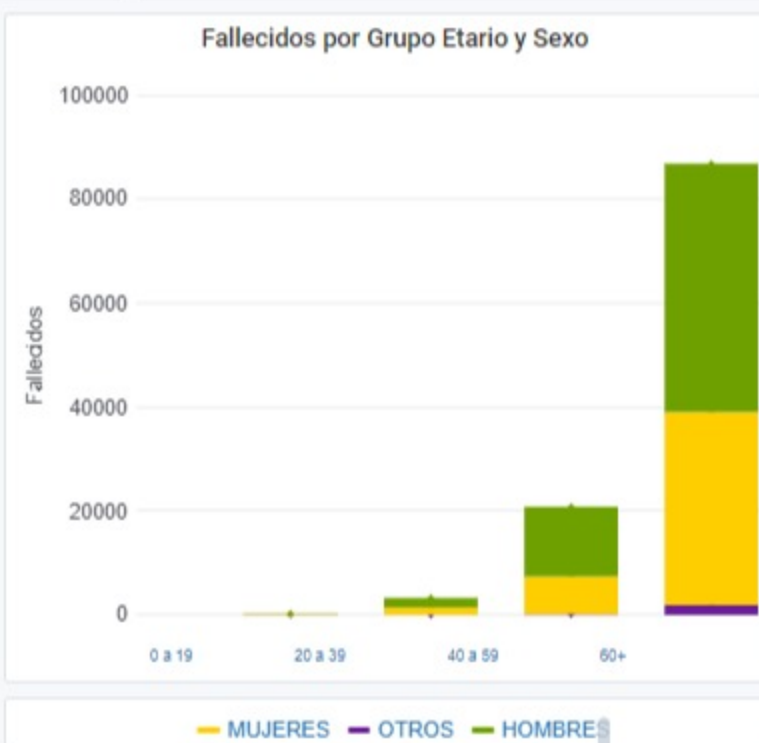 Fallecidos por Grupo Etario y Sexo
100000
80000
60000
40000
20000
0
Fallecidos
0 a 19
20 a 39
40 a 59
60+
MUJERES
OTROS
HOMBRES